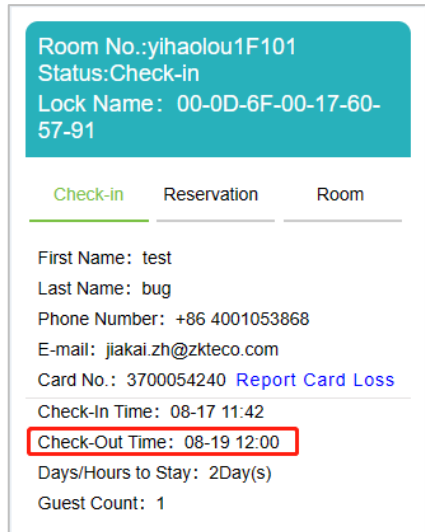 Room No.:yihaolou1F101
Status:Check-in
Lock Name： 00-0D-6F-00-17-60-
57-91
Check-in Reservation Room
First Name： test
Last Name： bug
Phone Number： +86 4001053868
E-mail： jiakai.zh@zkteco.com
Card No.： 3700054240 Report Card Loss
Check-In Time： 08-17 11:42
Check-Out Time： 08-19 12:00
Days/Hours to Stay： 2Day(s)
Guest Count： 1